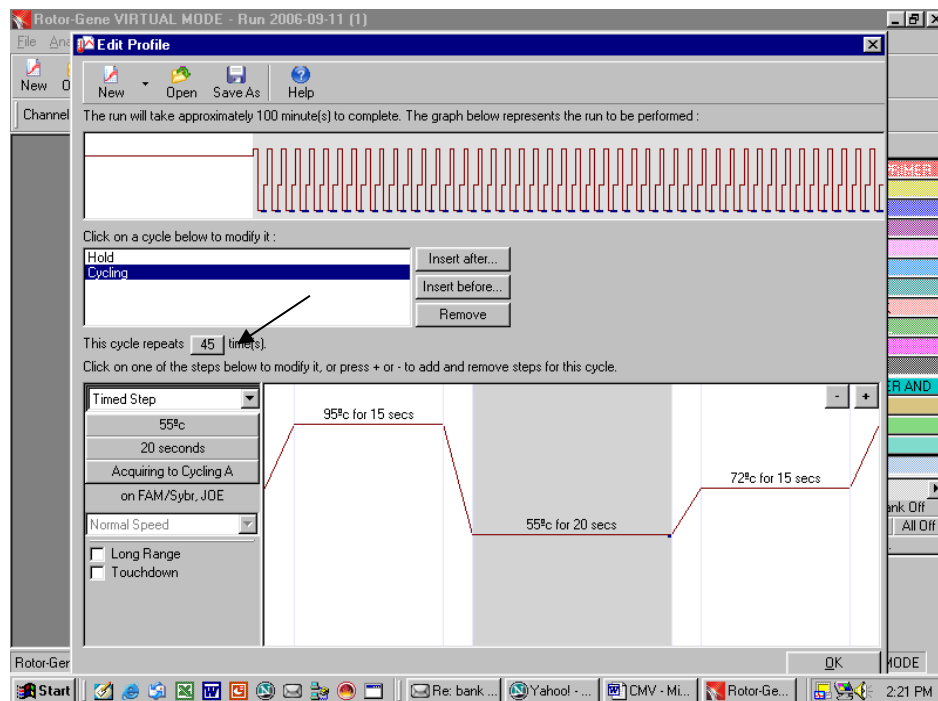 Rotor-Gene VIRTUAL MODE - Run 2006-09-11 (1)
File Ana
Edit Profile
New
New
Open
Save As
Help
Channel
The run will take approximately 100 minute(s) to complete. The graph below represents the run to be performed :
Click on a cycle below to modify it :
Hold
Cycling
Insert after...
Insert before...
Remove
This cycle repeats 45 time(s).
Click on one of the steps below to modify it, or press + or - to add and remove steps for this cycle.
Timed Step
- +
ER AND
55ºc
20 seconds
Acquiring to Cycling A
on FAM/Sybr, JOE
Normal Speed
Long Range
Touchdown
95ºc for 15 secs
55ºc for 20 secs
72ºc for 15 secs
ank Off
All Off
OK
Rotor-Ger
MODE
Start
Re: bank ...
Yahoo! - ...
CMV - Mi...
Rotor-Ge...
2:21 PM